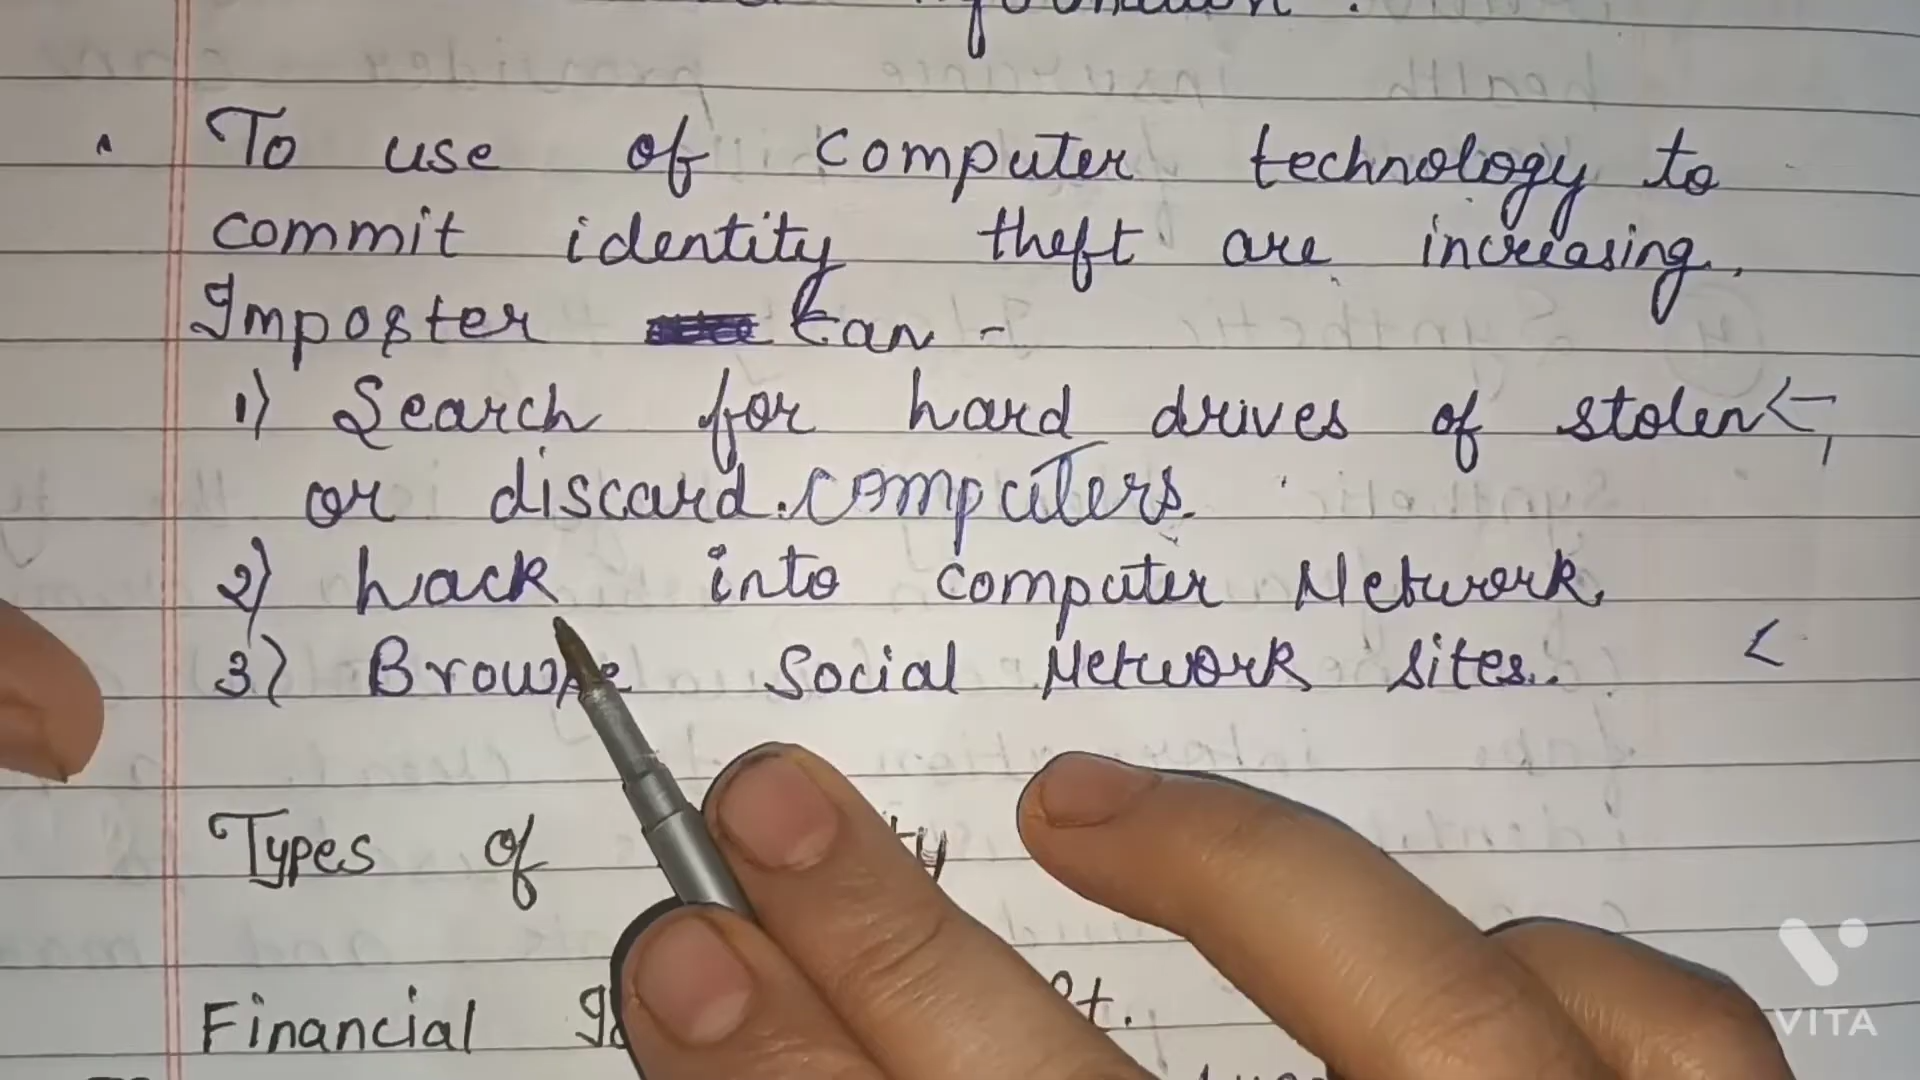 To use of computer technology to
commit identity theft are increasing.
Imposter can -
1) Search for hard drives of stolen
or discard computers.
2) hack into computer Network.
3) Browse Social Network sites.
Types of
Financial
VITA